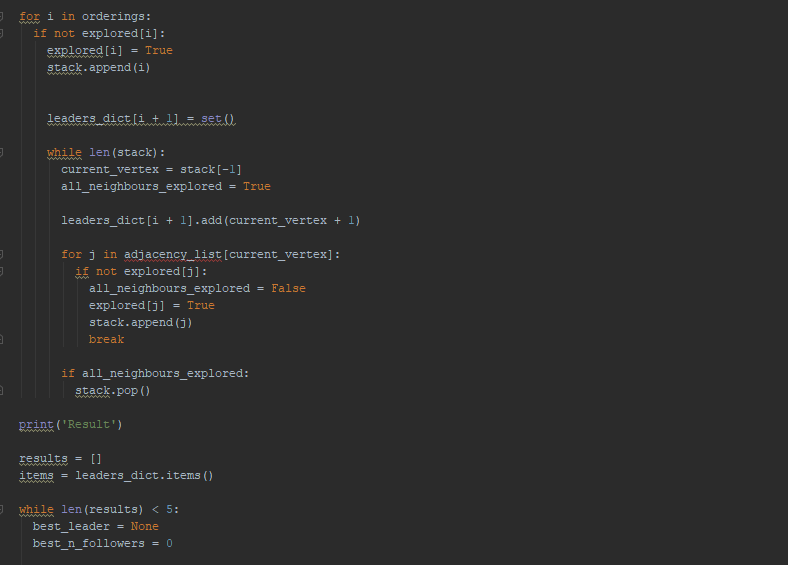 for i in orderings:
if not explored[i]:
explored[i] = True
stack.append(i)
leaders_dict[i + 1] = set()
while len(stack):
current_vertex = stack[-1]
all_neighbours_explored = True
leaders_dict[i + 1].add(current_vertex + 1)
for j in adjacency_list[current_vertex]:
if not explored[j]:
all_neighbours_explored = False
explored[j] = True
stack.append(j)
break
if all_neighbours_explored:
stack.pop()
print('Result')
results = []
items = leaders_dict.items()
while len(results) < 5:
best_leader = None
best_n_followers = 0